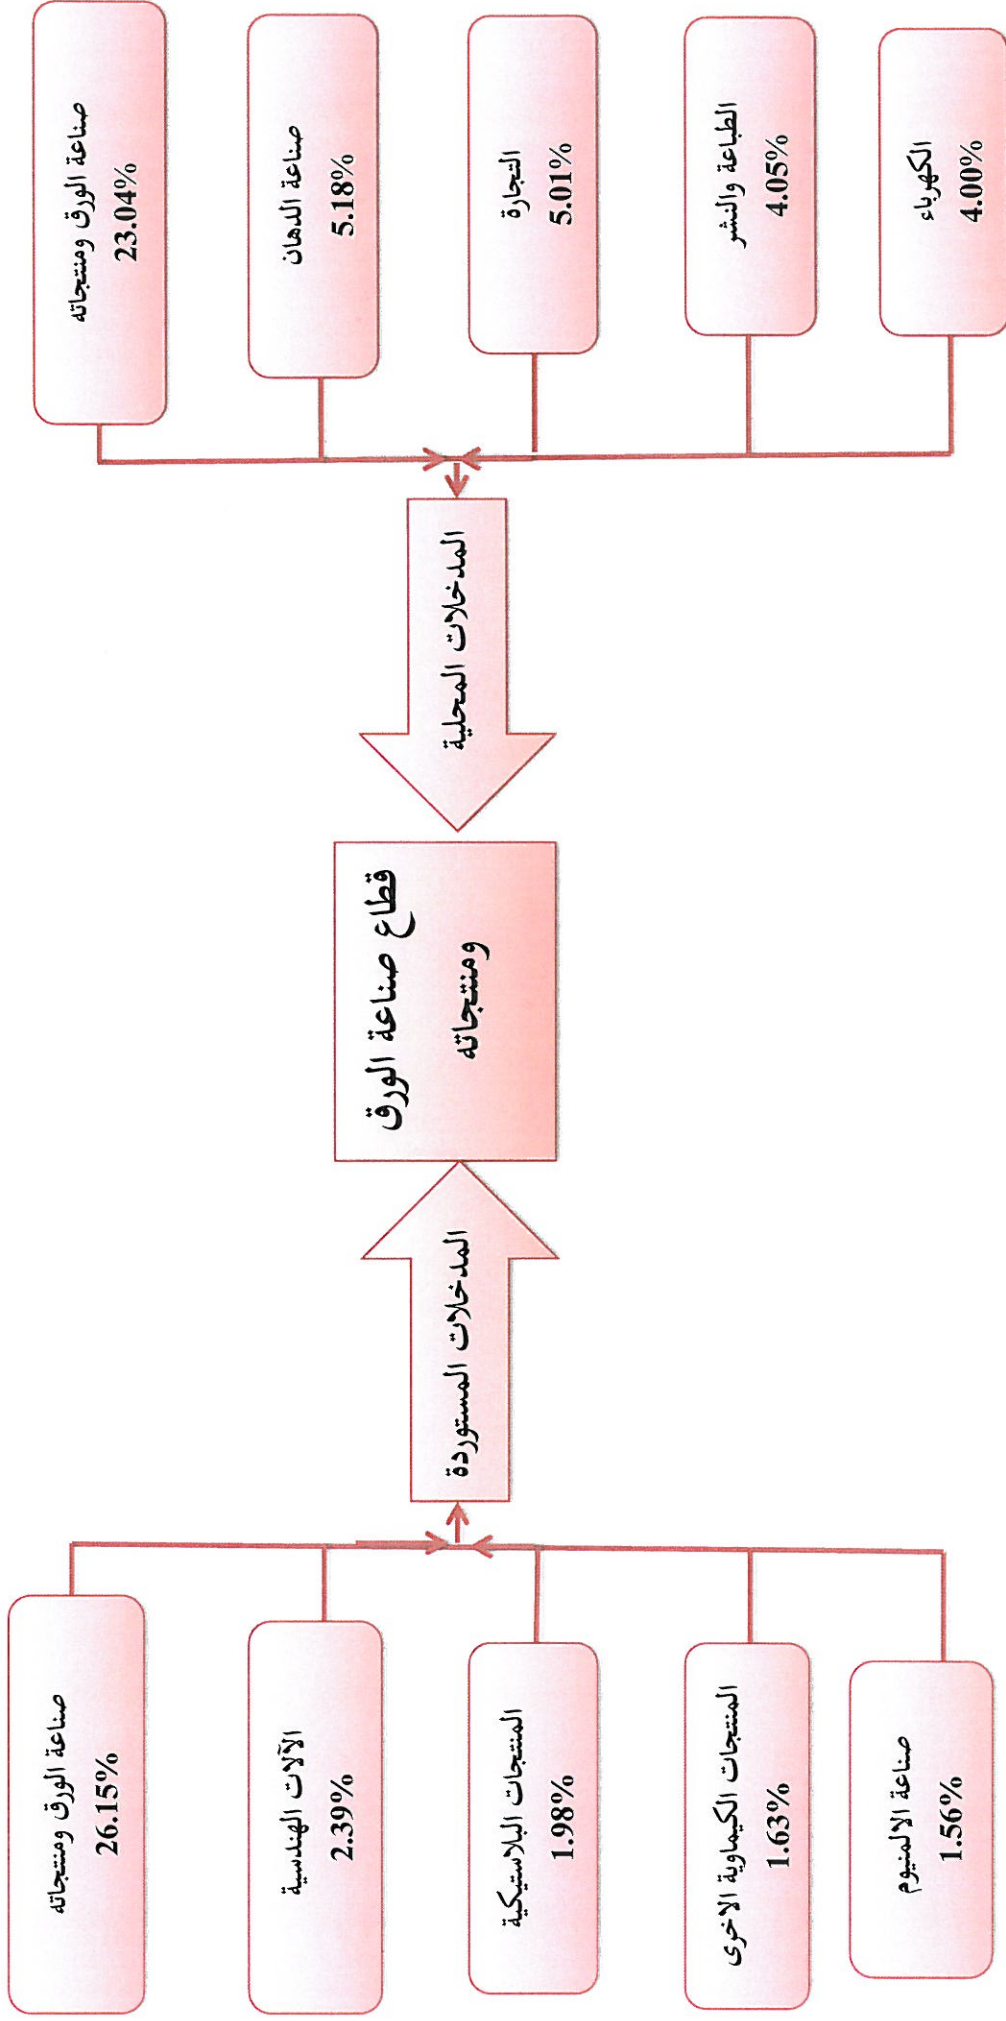 صناعة الورق ومنتجاته
23.04%
صناعة الدهان
5.18%
التجارة
5.01%
الطباعة والنشر
4.05%
الكهرباء
4.00%
المدخلات المحلية
قطاع صناعة الورق
ومنتجاته
المدخلات المستوردة
صناعة الورق ومنتجاته
26.15%
الآلات الهندسية
2.39%
المنتجات البلاستيكية
1.98%
المنتجات الكيماوية الاخرى
1.63%
صناعة الالمنيوم
1.56%